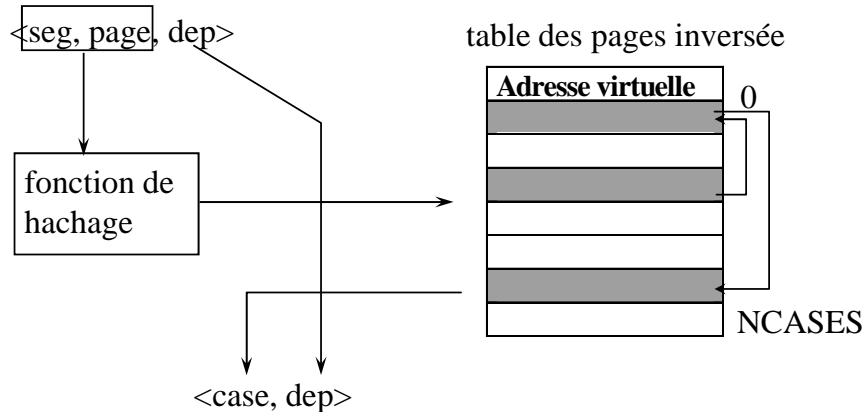 <seg, page, dep>
table des pages inversée
Adresse virtuelle
0
fonction de
hachage
NCASES
<case, dep>